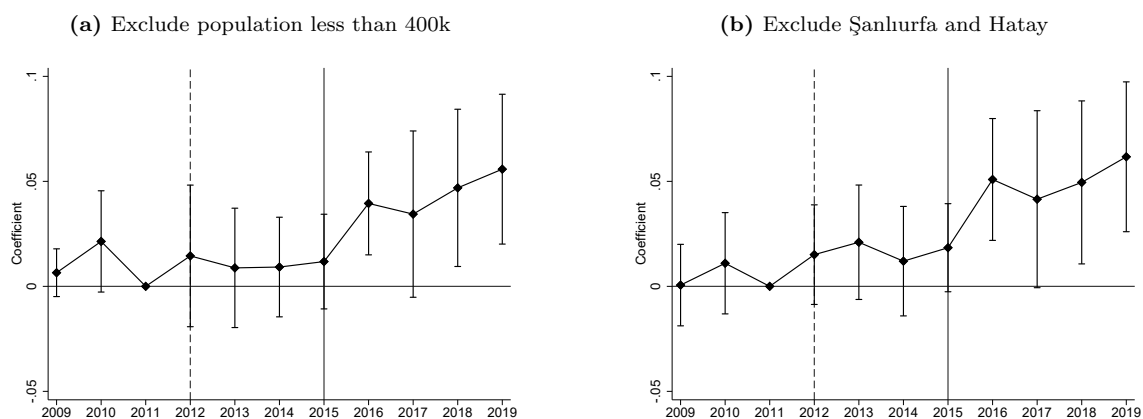 (a) Exclude population less than 400k
.1
.05
0
-.05
Coefficient
2009 2010 2011 2012 2013 2014 2015 2016 2017 2018 2019
(b) Exclude Şanlıurfa and Hatay
.1
.05
0
-.05
Coefficient
2009 2010 2011 2012 2013 2014 2015 2016 2017 2018 2019